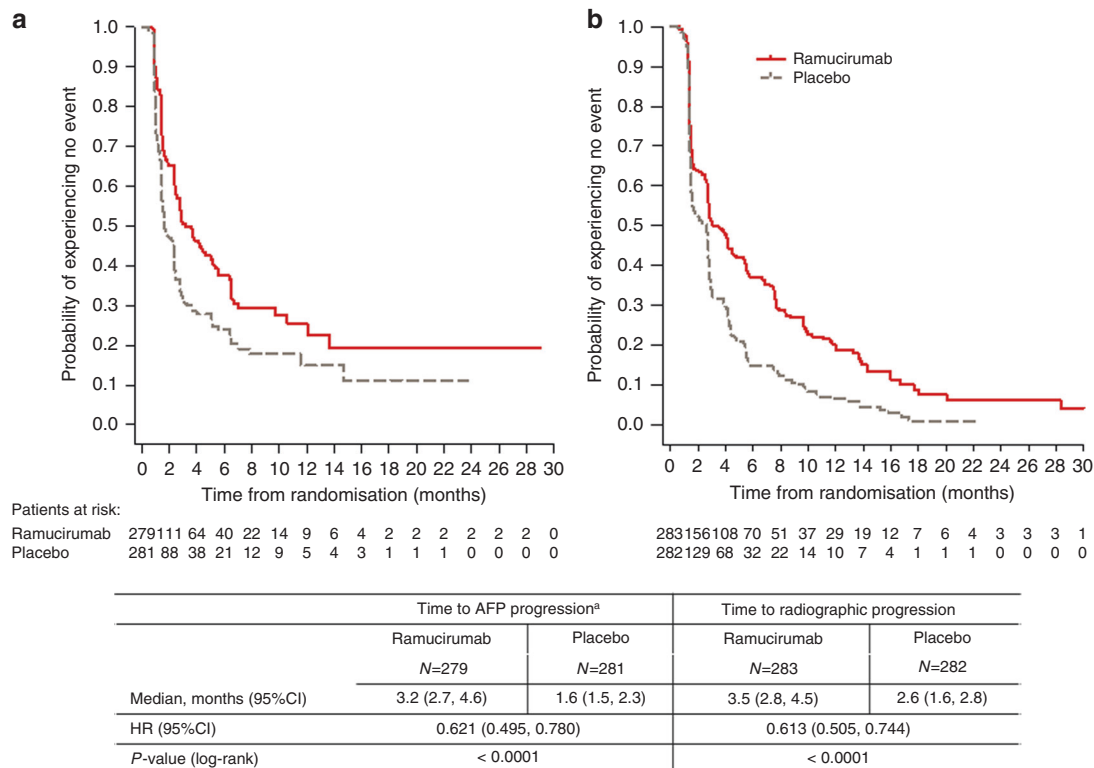 a
1.0
0.9
0.8
0.7
0.6
0.5
0.4
0.3
0.2
0.1
0.0
Probability of experiencing no event
0 2 4 6 8 10 12 14 16 18 20 22 24 26 28 30
Time from randomisation (months)
b
1.0
0.9
0.8
0.7
0.6
0.5
0.4
0.3
0.2
0.1
0.0
Probability of experiencing no event
Ramucirumab
Placebo
0 2 4 6 8 10 12 14 16 18 20 22 24 26 28 30
Time from randomisation (months)
Patients at risk:
Ramucirumab 279 111 64 40 22 14 9 6 4 2 2 2 2 2 2 0 283 156 108 70 51 37 29 19 12 7 6 4 3 3 3 1
Placebo 281 88 38 21 12 9 5 4 3 1 1 1 0 0 0 0 282 129 68 32 22 14 10 7 4 1 1 1 0 0 0 0
Time to AFP progressionᵃ Time to radiographic progression
Ramucirumab Placebo Ramucirumab Placebo
N=279 N=281 N=283 N=282
Median, months (95%CI) 3.2 (2.7, 4.6) 1.6 (1.5, 2.3) 3.5 (2.8, 4.5) 2.6 (1.6, 2.8)
HR (95%CI) 0.621 (0.495, 0.780) 0.613 (0.505, 0.744)
P-value (log-rank) < 0.0001 < 0.0001